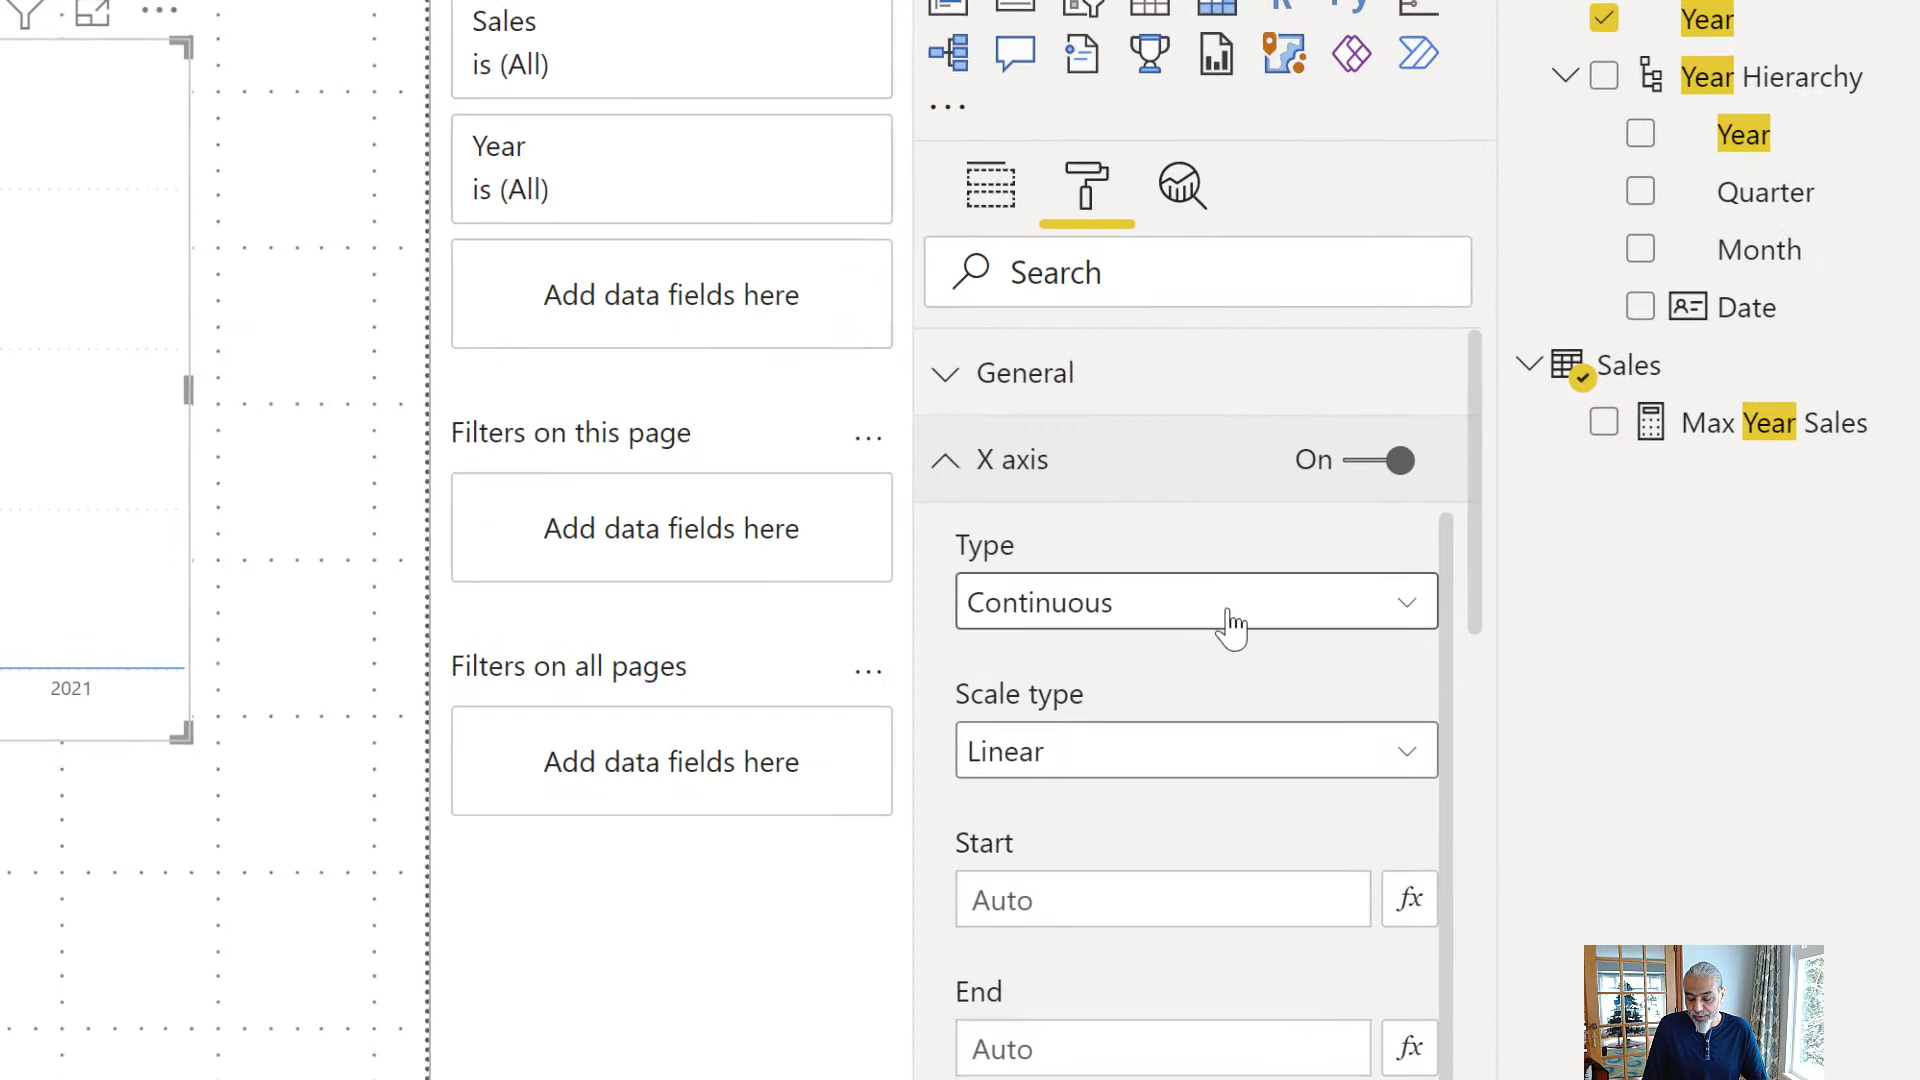 Sales
is (All)
Year
is (All)
Add data fields here
Filters on this page
...
Add data fields here
Filters on all pages
...
Add data fields here
2021
...
Search
General
X axis
On
Type
Continuous
Scale type
Linear
Start
Auto
fx
End
Auto
fx
Year
Year Hierarchy
Year
Quarter
Month
Date
Sales
Max Year Sales